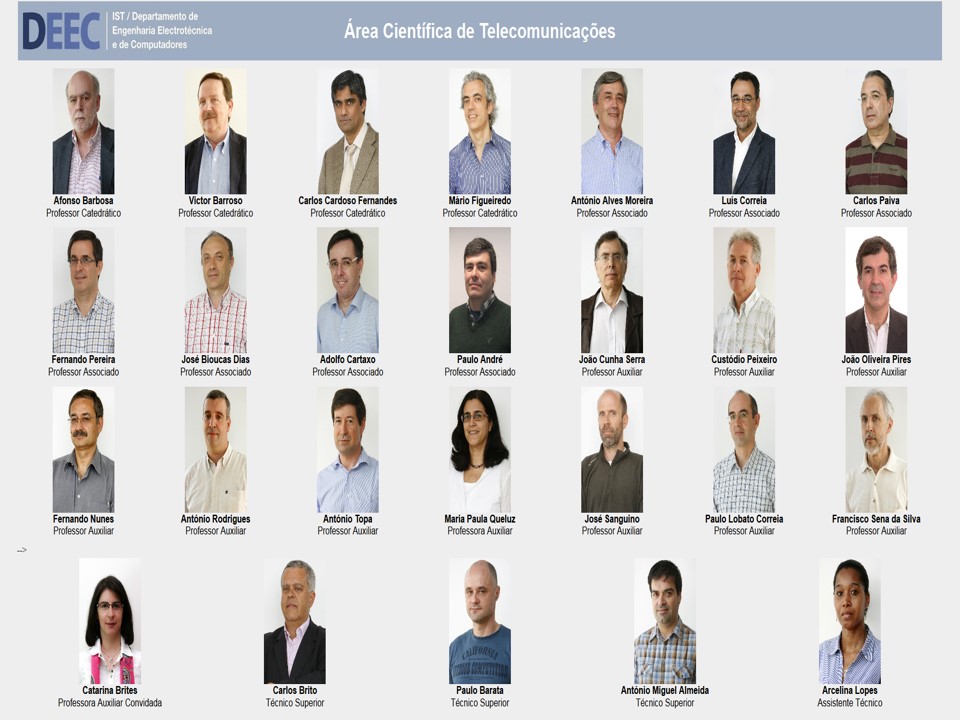 DEEC
IST / Departamento de
Engenharia Electrotécnica
e de Computadores
Área Científica de Telecomunicações
Afonso Barbosa
Professor Catedrático
Victor Barroso
Professor Catedrático
Carlos Cardoso Fernandes
Professor Catedrático
Mário Figueiredo
Professor Catedrático
António Alves Moreira
Professor Associado
Luís Correia
Professor Associado
Carlos Paiva
Professor Associado
Fernando Pereira
Professor Associado
José Bioucas Dias
Professor Associado
Adolfo Cartaxo
Professor Associado
Paulo André
Professor Associado
João Cunha Serra
Professor Auxiliar
Custódio Peixeiro
Professor Auxiliar
João Oliveira Pires
Professor Auxiliar
Fernando Nunes
Professor Auxiliar
António Rodrigues
Professor Auxiliar
António Topa
Professor Auxiliar
Maria Paula Queluz
Professora Auxiliar
José Sanguino
Professor Auxiliar
Paulo Lobato Correia
Professor Auxiliar
Francisco Sena da Silva
Professor Auxiliar
-->
CALIFORNIA
Catarina Brites
Professora Auxiliar Convidada
Carlos Brito
Técnico Superior
Paulo Barata
Técnico Superior
António Miguel Almeida
Técnico Superior
Arcelina Lopes
Assistente Técnico